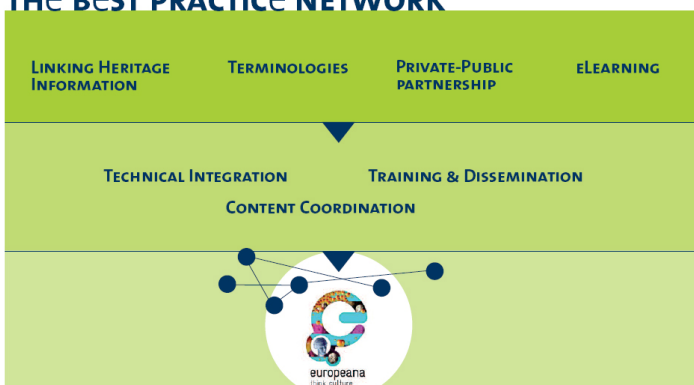 THe BeST PRACTICe NETWORK
LINKING HERITAGE
INFORMATION
TERMINOLOGIES
PRIVATE-PUBLIC
PARTNERSHIP
eLEARNING
TECHNICAL INTEGRATION
TRAINING & DISSEMINATION
CONTENT COORDINATION
europeana
think culture